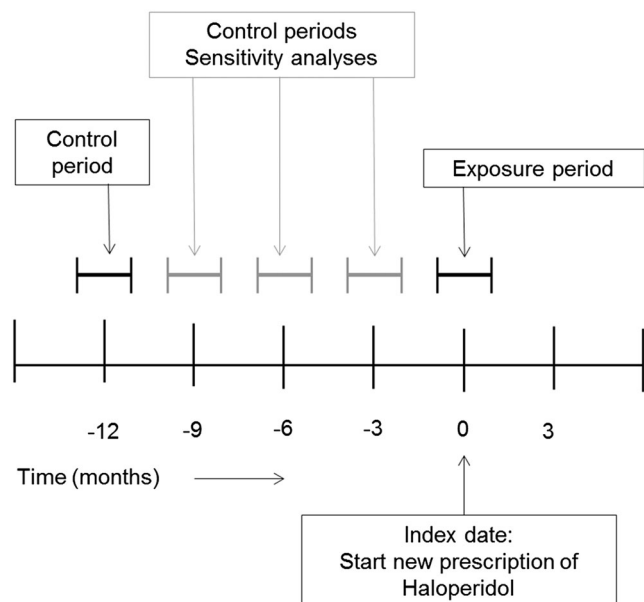 Control periods
Sensitivity analyses
Control
period
Exposure period
-12 -9 -6 -3 0 3
Time (months)
Index date:
Start new prescription of
Haloperidol